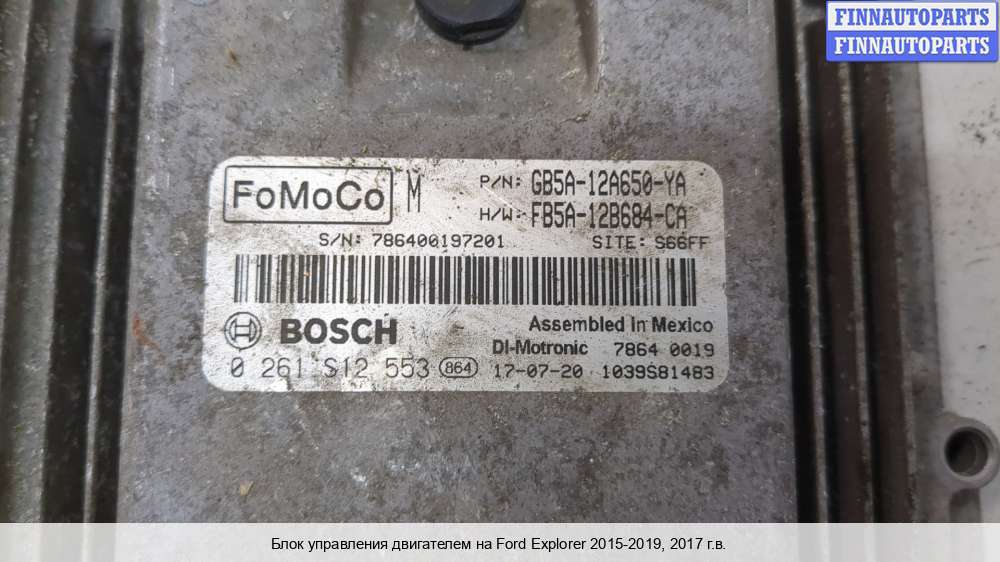 FINNAUTOPARTS
FINNAUTOPARTS
FoMoCo M P/N: GB5A-12A650-YA
H/W: FB5A-12B684-CA
S/N: 786400197201 SITE: S66FF
BOSCH Assembled in Mexico
DI-Motronic 7864 0019
0 261 S12 553 864 17-07-20 1039S81483
Блок управления двигателем на Ford Explorer 2015-2019, 2017 г.в.